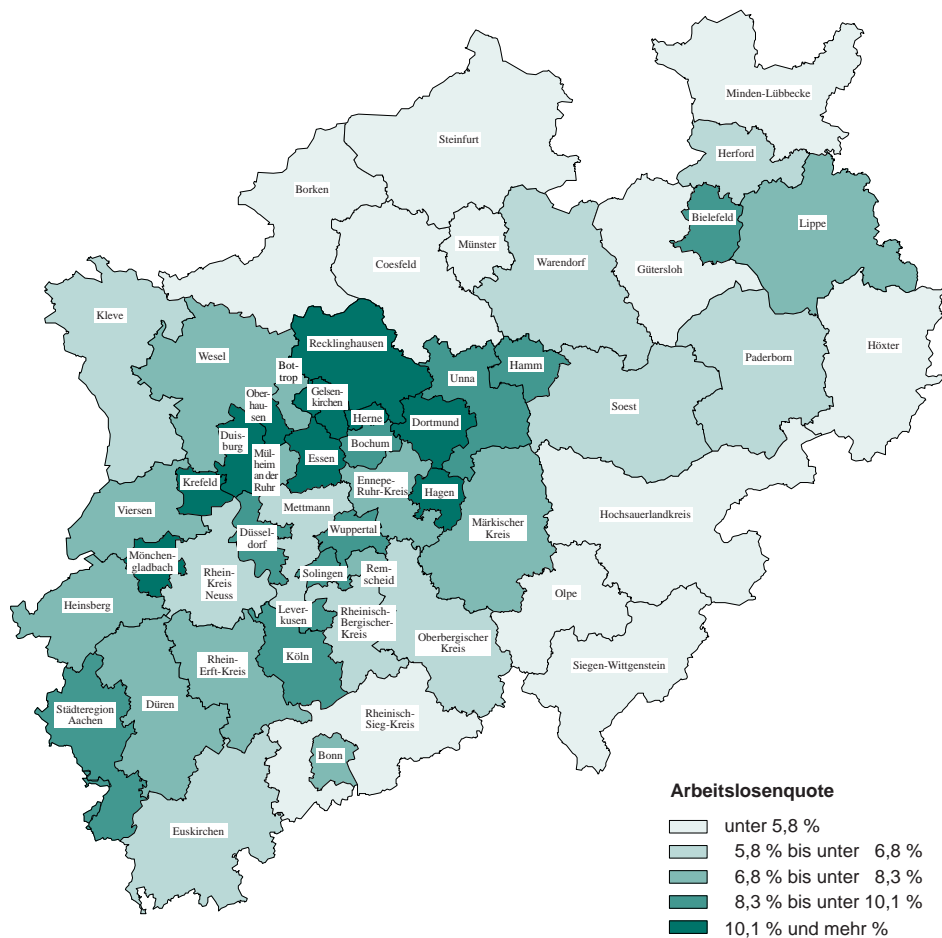 Minden-Lübbecke
Steinfurt
Herford
Borken
Bielefeld
Lippe
Münster
Coesfeld
Warendorf
Gütersloh
Kleve
Höxter
Recklinghausen
Wesel
Paderborn
Bot-
trop
Unna
Hamm
Gelsen-
kirchen
Ober-
hausen
Soest
Herne
Dortmund
Duis-
burg
Bochum
Essen
Mülheim
an der
Ruhr
Krefeld
Ennepe-
Ruhr-Kreis
Hagen
Viersen
Mettmann
Hochsauerlandkreis
Märkischer
Kreis
Wuppertal
Düssel-
dorf
Mönchen-
gladbach
Rhein-
Kreis
Neuss
Solingen
Rem-
scheid
Olpe
Heinsberg
Lever-
kusen
Rheinisch-
Bergischer-
Kreis
Oberbergischer
Kreis
Köln
Rhein-
Erft-Kreis
Siegen-Wittgenstein
Düren
Städteregion
Aachen
Rheinisch-
Sieg-Kreis
Bonn
Euskirchen
Arbeitslosenquote
unter 5,8 %
5,8 % bis unter 6,8 %
6,8 % bis unter 8,3 %
8,3 % bis unter 10,1 %
10,1 % und mehr %